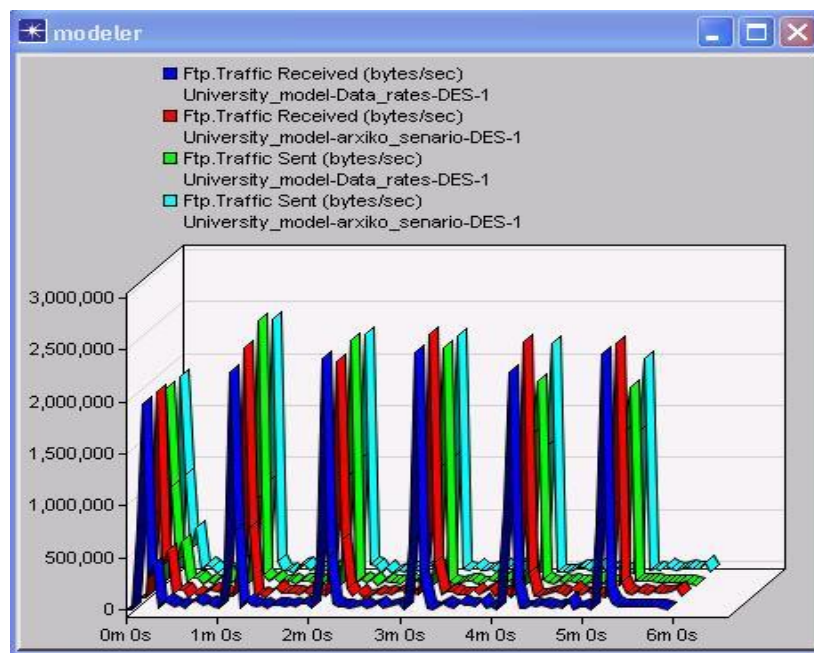 modeler
Ftp.Traffic Received (bytes/sec)
University_model-Data_rates-DES-1
Ftp.Traffic Received (bytes/sec)
University_model-arxiko_senario-DES-1
Ftp.Traffic Sent (bytes/sec)
University_model-Data_rates-DES-1
Ftp.Traffic Sent (bytes/sec)
University_model-arxiko_senario-DES-1
3,000,000
2,500,000
2,000,000
1,500,000
1,000,000
500,000
0
0m 0s 1m 0s 2m 0s 3m 0s 4m 0s 5m 0s 6m 0s